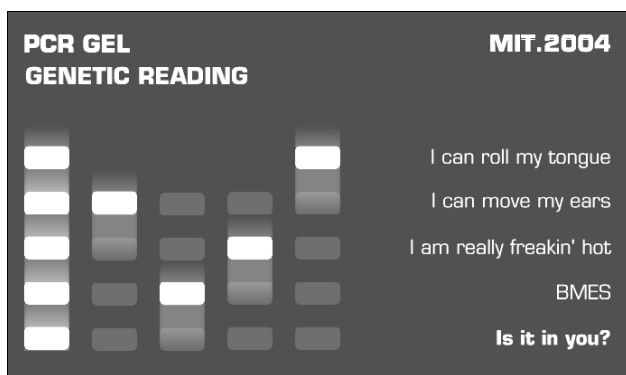 PCR GEL
GENETIC READING
MIT.2004
I can roll my tongue
I can move my ears
I am really freakin' hot
BMES
Is it in you?